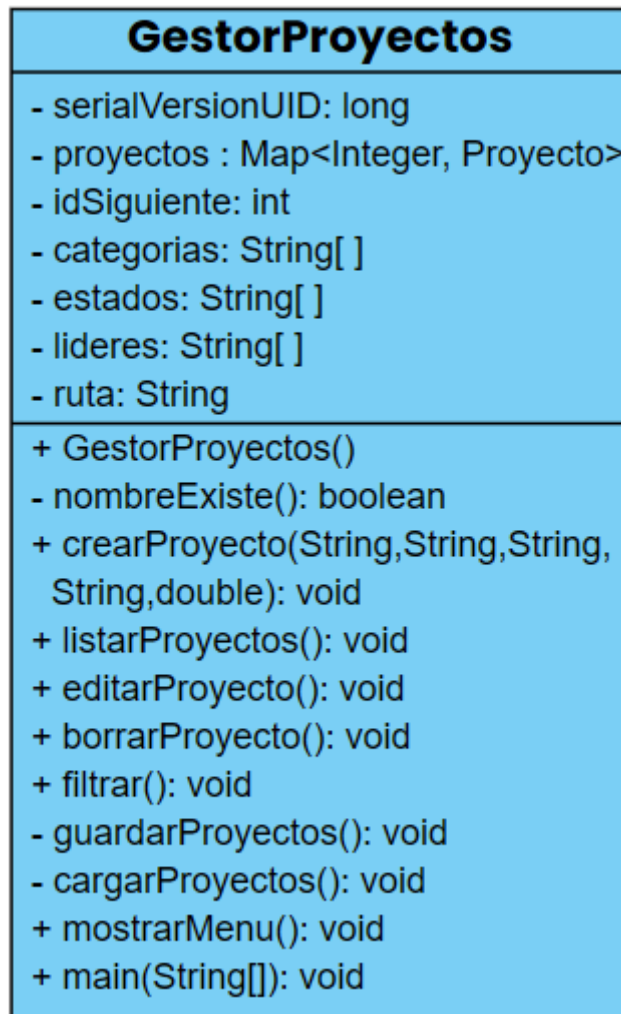 GestorProyectos
- serialVersionUID: long
- proyectos : Map<Integer, Proyecto>
- idSiguiente: int
- categorias: String[ ]
- estados: String[ ]
- lideres: String[ ]
- ruta: String
+ GestorProyectos()
- nombreExiste(): boolean
+ crearProyecto(String,String,String,
String,double): void
+ listarProyectos(): void
+ editarProyecto(): void
+ borrarProyecto(): void
+ filtrar(): void
- guardarProyectos(): void
- cargarProyectos(): void
+ mostrarMenu(): void
+ main(String[]): void